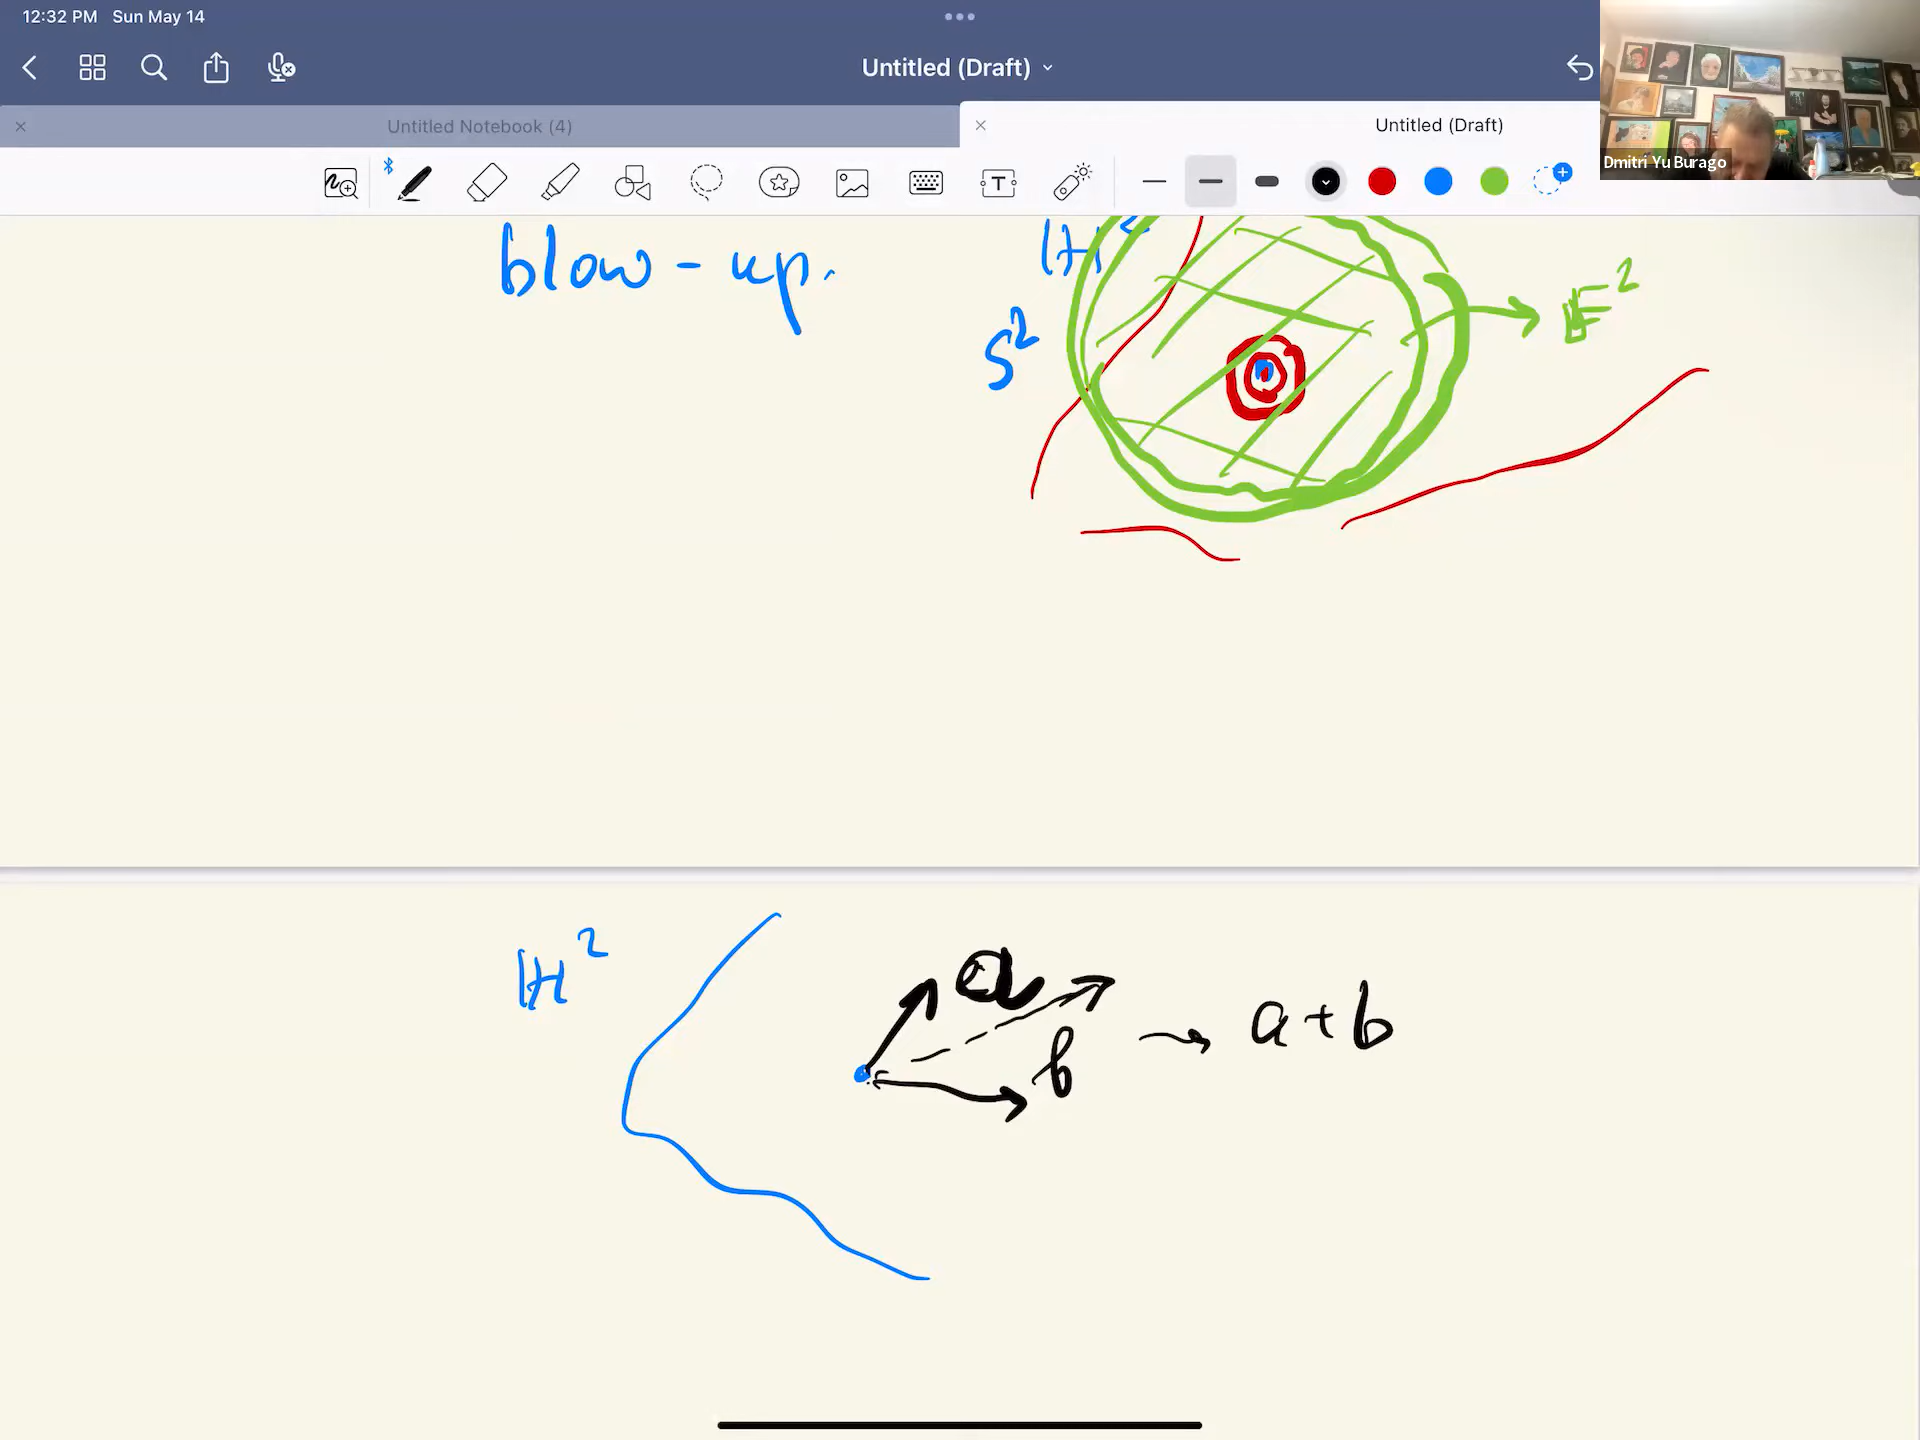 12:32 PM Sun May 14
Untitled (Draft)
Untitled Notebook (4)
Untitled (Draft)
Dmitri Yu Burago
T
blow-up.
H²
S²
E²
H²
a
b
→ a+b